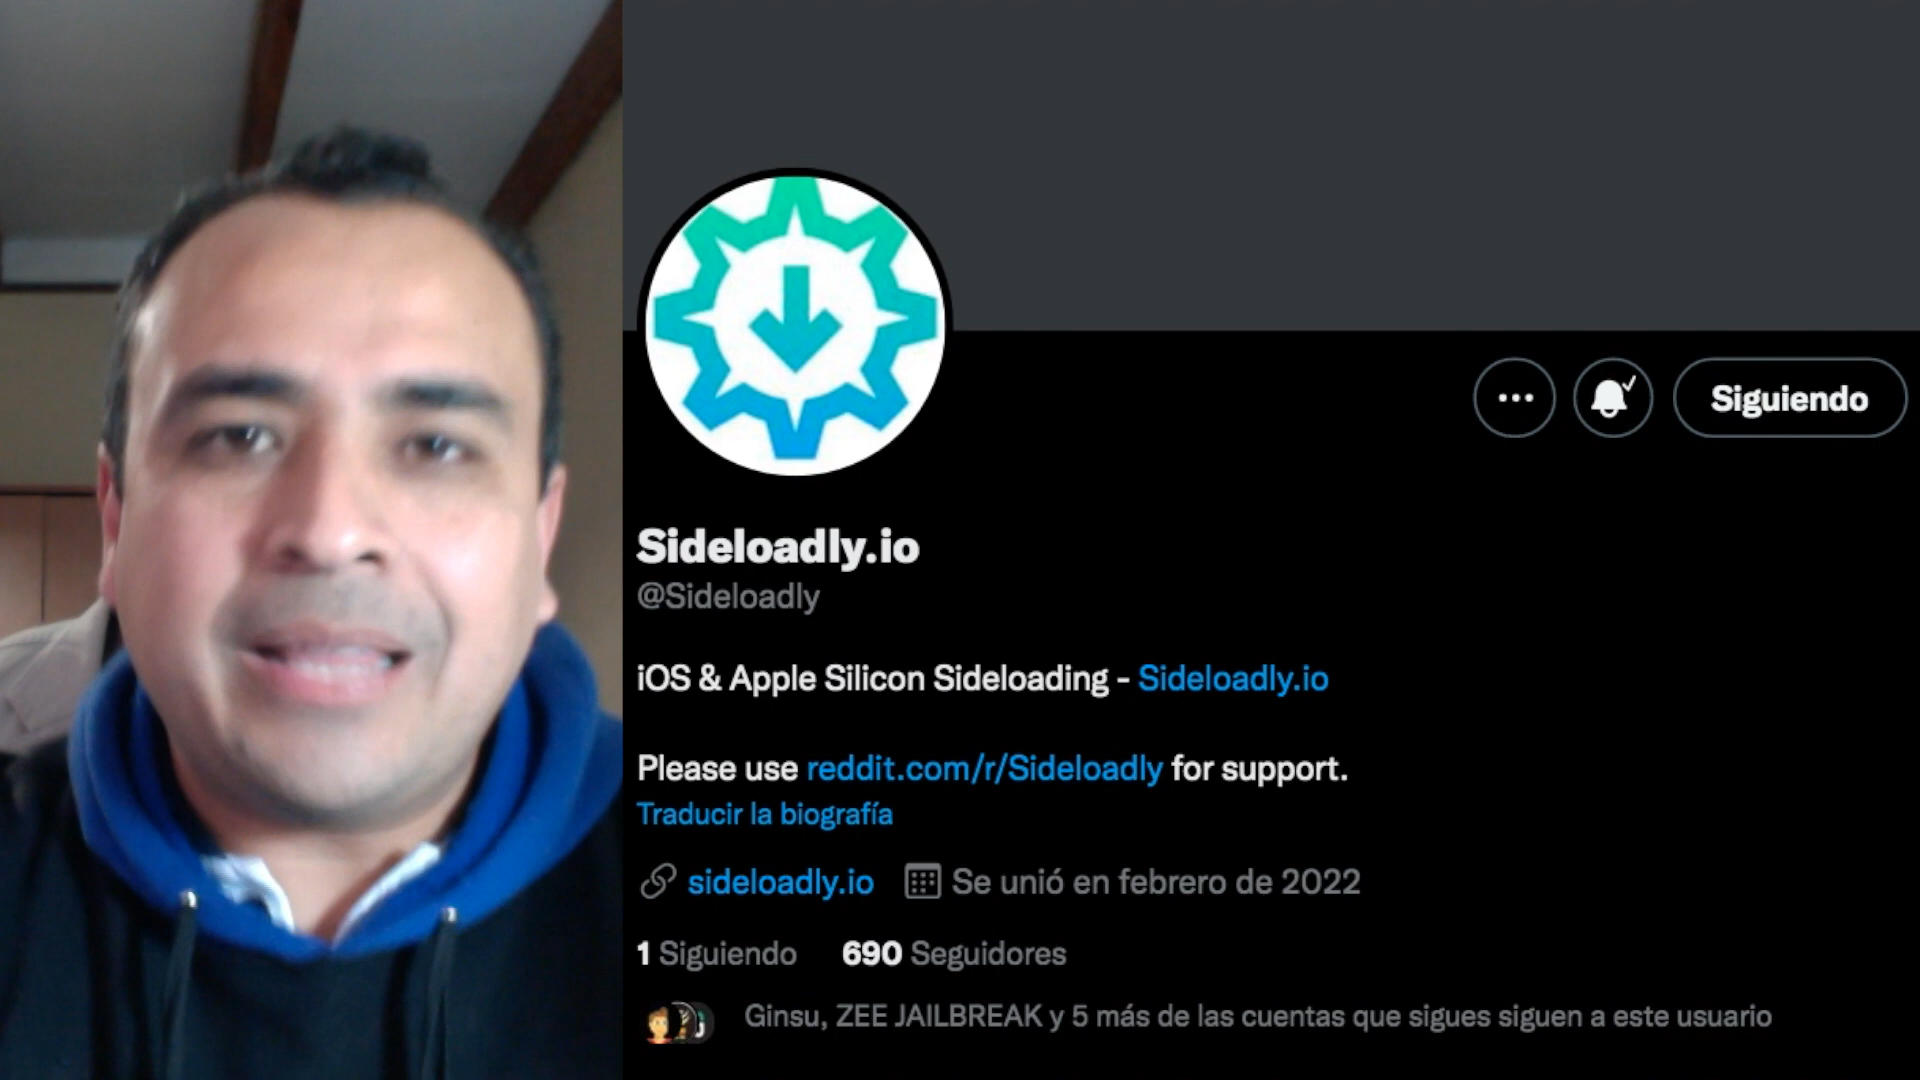 Siguiendo
Sideloadly.io
@Sideloadly
iOS & Apple Silicon Sideloading - Sideloadly.io
Please use reddit.com/r/Sideloadly for support.
Traducir la biografía
sideloadly.io Se unió en febrero de 2022
1 Siguiendo 690 Seguidores
Ginsu, ZEE JAILBREAK y 5 más de las cuentas que sigues siguen a este usuario